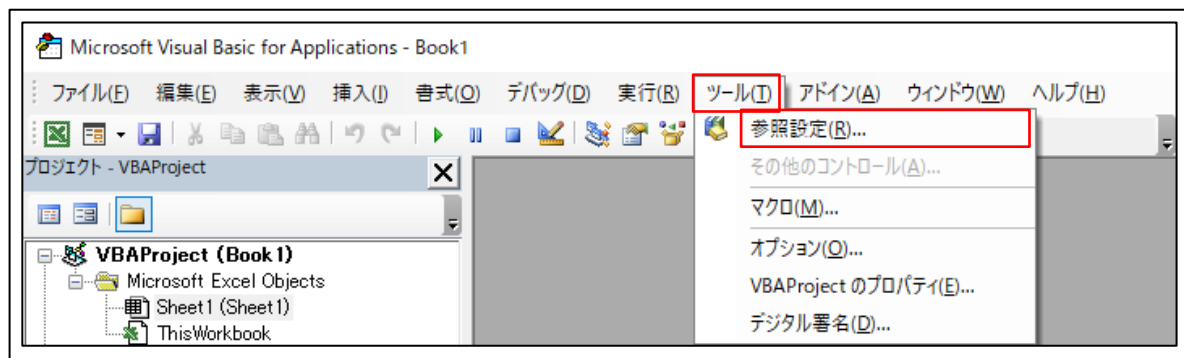 Microsoft Visual Basic for Applications - Book1
ファイル(F) 編集(E) 表示(V) 挿入(I) 書式(O) デバッグ(D) 実行(R) ツール(T) アドイン(A) ウィンドウ(W) ヘルプ(H)
参照設定(R)...
プロジェクト - VBAProject
その他のコントロール(A)...
マクロ(M)...
VBAProject (Book1)
オプション(O)...
Microsoft Excel Objects
VBAProject のプロパティ(E)...
Sheet1 (Sheet1)
デジタル署名(D)...
ThisWorkbook